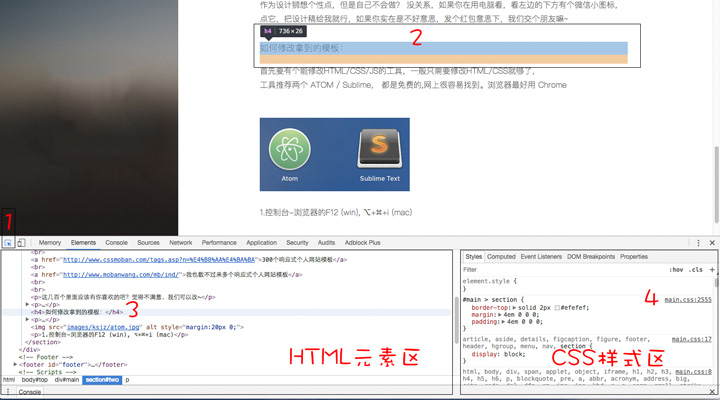 作为设计狮想个性点，但是自己不会做？ 没关系，如果你在用电脑看，看左边的下方有个微信小图标，
点它，把设计稿给我就行，如果你实在是不好意思，发个红包意思下，我们交个朋友嘛~
h4 | 736×26
2
如何修改拿到的模板:
首先要有个能修改HTML/CSS/JS的工具，一般只需要修改HTML/CSS就够了，
工具推荐两个 ATOM / Sublime， 都是免费的,网上很容易找到。浏览器最好用 Chrome
Atom
Sublime Text
1.控制台-浏览器的F12 (win), ⌥+⌘+i (mac)
1
Memory Elements Console Sources Network Performance Application Security Audits Adblock Plus
<br>
<a href="http://www.cssmoban.com/tags.asp?n=%E4%B8%AA%E4%BA%BA">300个响应式个人网站模板</a>
<br>
<br>
<a href="http://www.mobanwang.com/mb/ind/">我也数不过来多个响应式个人网站模板</a>
<br>
<br>
<p>这几百个里面应该有你喜欢的吧？觉得不满意，我们可以改~</p>
<p>…</p>
<h4>如何修改拿到的模板: </h4>
3
<p>…</p>
<img src="images/ksjz/atom.jpg" alt style="margin:20px 0;">
<p>1.控制台-浏览器的F12 (win), ⌥+⌘+i (mac)</p>
</section>
</div>
<!-- Footer -->
<footer id="footer">…</footer>
<!-- Scripts -->
HTML元素区
html body#top div#main section#two p
Console
Styles Computed Event Listeners DOM Breakpoints Properties
Filter :hov .cls +
element.style {
}
4
#main > section { main.css:2555
border-top: solid 2px #efefef;
margin: 4em 0 0 0;
padding: 4em 0 0 0;
}
article, aside, details, figcaption, figure, footer, main.css:17
header, hgroup, menu, nav, section {
display: block;
}
CSS样式区
html, body, div, span, applet, object, iframe, h1, h2, h3, main.css:8
h4, h5, h6, p, blockquote, pre, a, abbr, acronym, address, big,